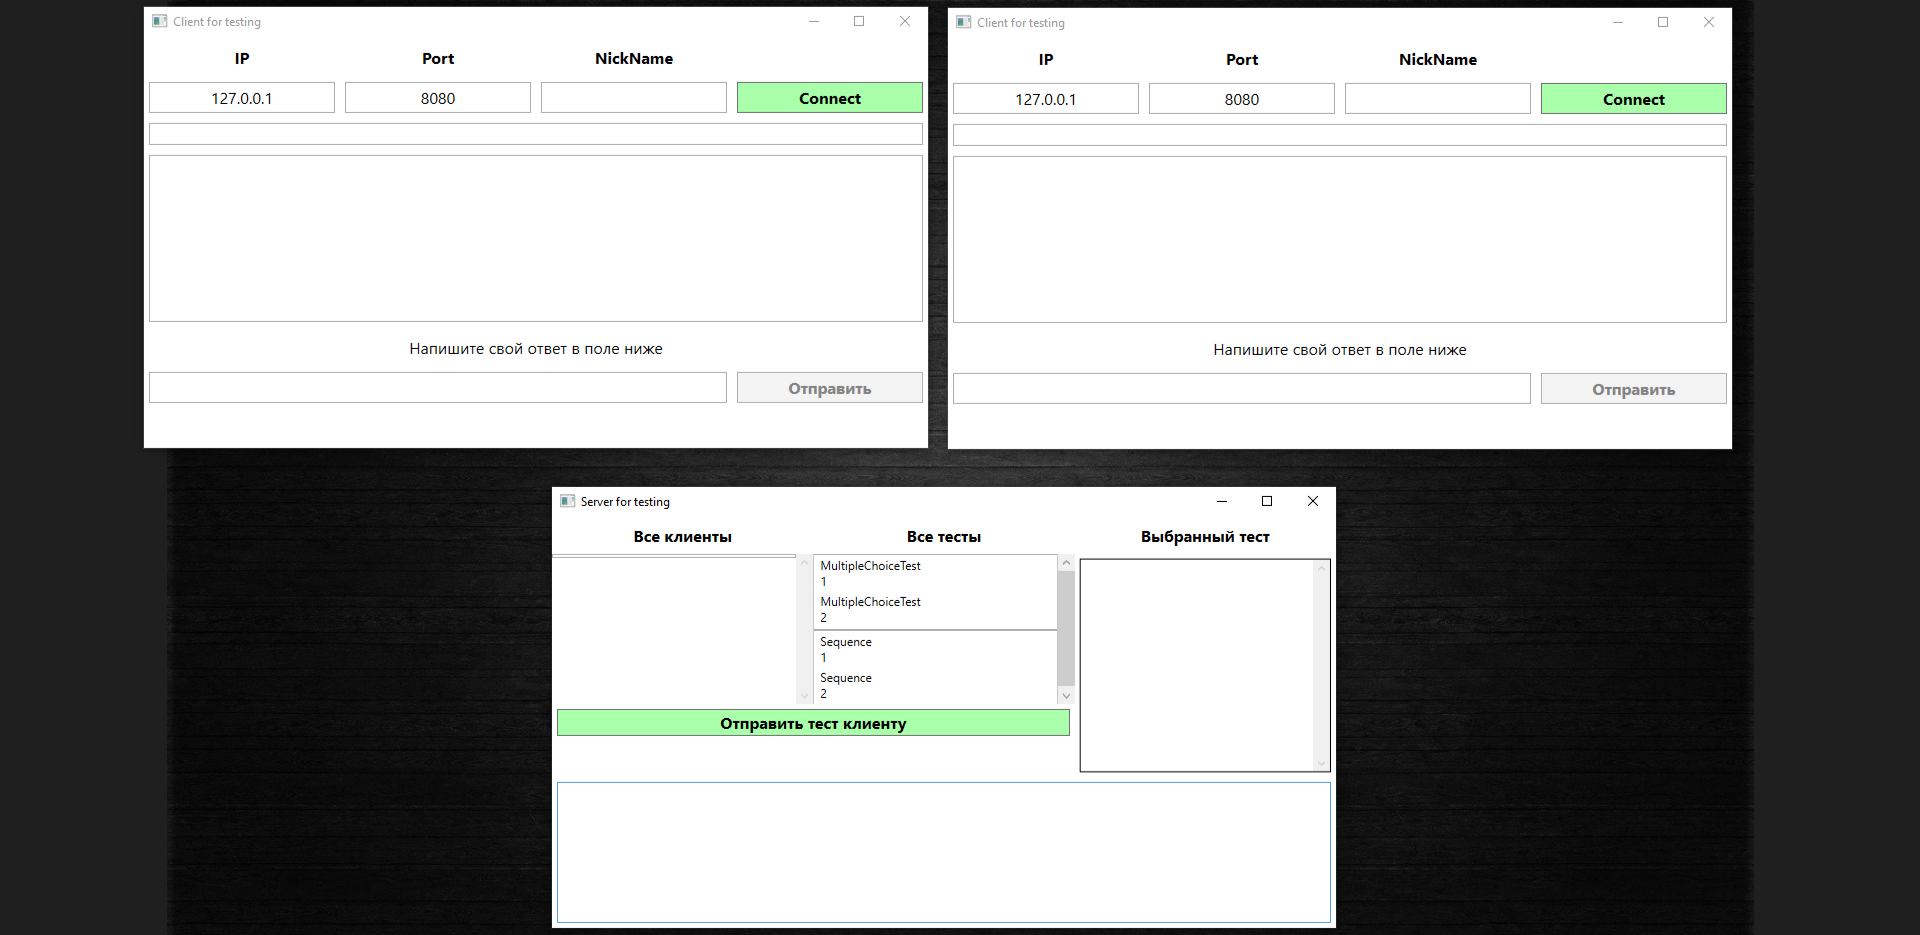 Client for testing
IP
Port
NickName
127.0.0.1
8080
Connect
Напишите свой ответ в поле ниже
Отправить
Client for testing
IP
Port
NickName
127.0.0.1
8080
Connect
Напишите свой ответ в поле ниже
Отправить
Server for testing
Все клиенты
Все тесты
Выбранный тест
MultipleChoiceTest
1
MultipleChoiceTest
2
Sequence
1
Sequence
2
Отправить тест клиенту